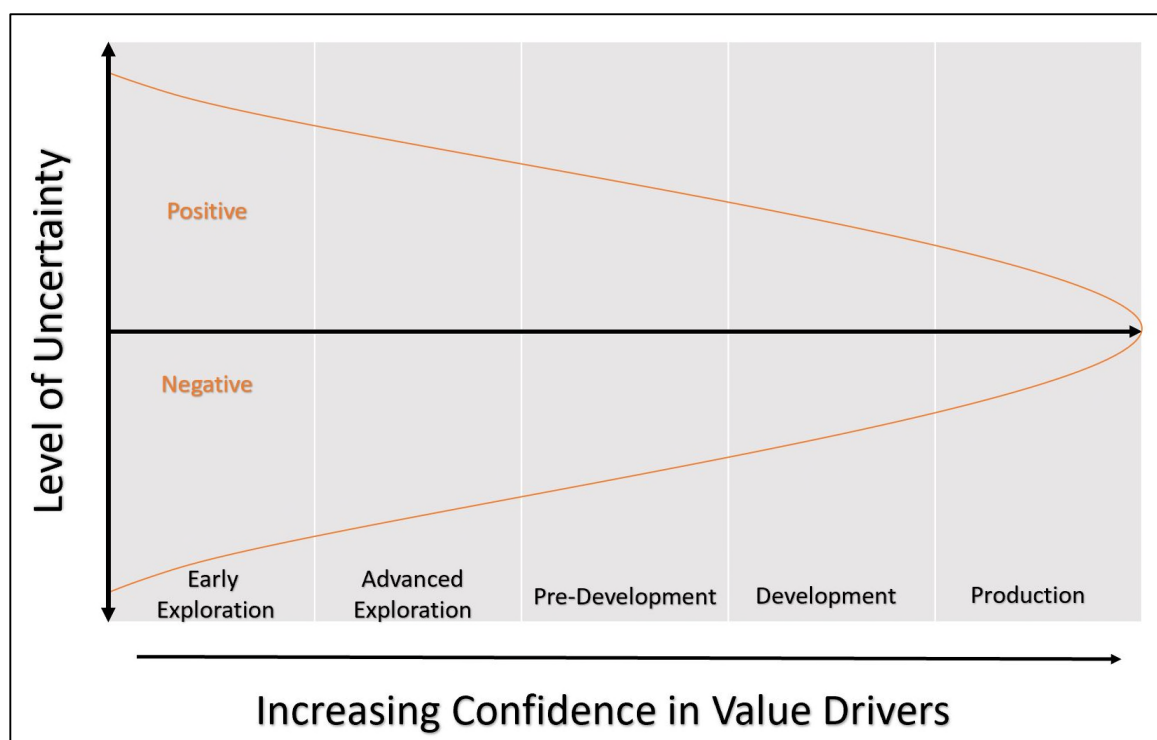 Level of Uncertainty
Positive
Negative
Early
Exploration
Advanced
Exploration
Pre-Development
Development
Production
Increasing Confidence in Value Drivers